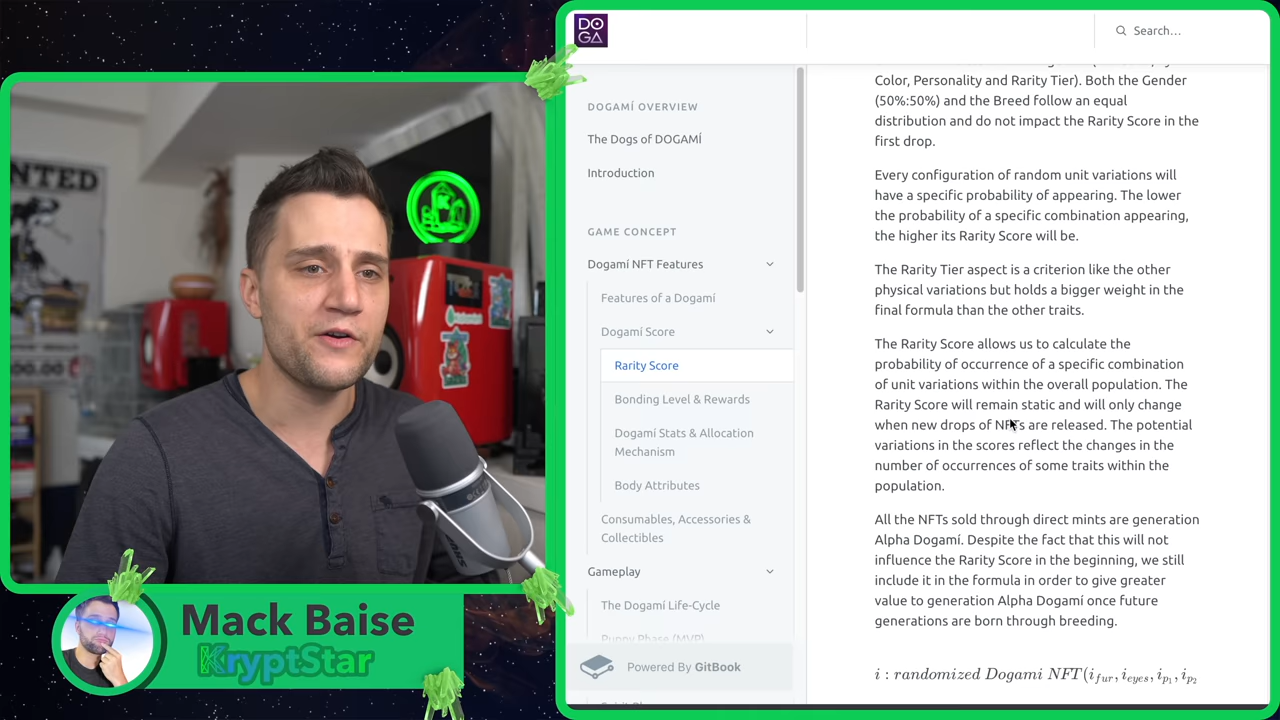 ANTED
Mack Baise
KryptStar
DO
GA
Search…
DOGAMÍ OVERVIEW
The Dogs of DOGAMÍ
Introduction
GAME CONCEPT
Dogamí NFT Features
Features of a Dogamí
Dogamí Score
Rarity Score
Bonding Level & Rewards
Dogamí Stats & Allocation
Mechanism
Body Attributes
Consumables, Accessories &
Collectibles
Gameplay
The Dogamí Life-Cycle
Puppy Phase (MVP)
Powered By GitBook
Color, Personality and Rarity Tier). Both the Gender
(50%:50%) and the Breed follow an equal
distribution and do not impact the Rarity Score in the
first drop.
Every configuration of random unit variations will
have a specific probability of appearing. The lower
the probability of a specific combination appearing,
the higher its Rarity Score will be.
The Rarity Tier aspect is a criterion like the other
physical variations but holds a bigger weight in the
final formula than the other traits.
The Rarity Score allows us to calculate the
probability of occurrence of a specific combination
of unit variations within the overall population. The
Rarity Score will remain static and will only change
when new drops of NFTs are released. The potential
variations in the scores reflect the changes in the
number of occurrences of some traits within the
population.
All the NFTs sold through direct mints are generation
Alpha Dogamí. Despite the fact that this will not
influence the Rarity Score in the beginning, we still
include it in the formula in order to give greater
value to generation Alpha Dogamí once future
generations are born through breeding.
i : randomized Dogami NFT(i_fur, i_eyes, i_p1, i_p2